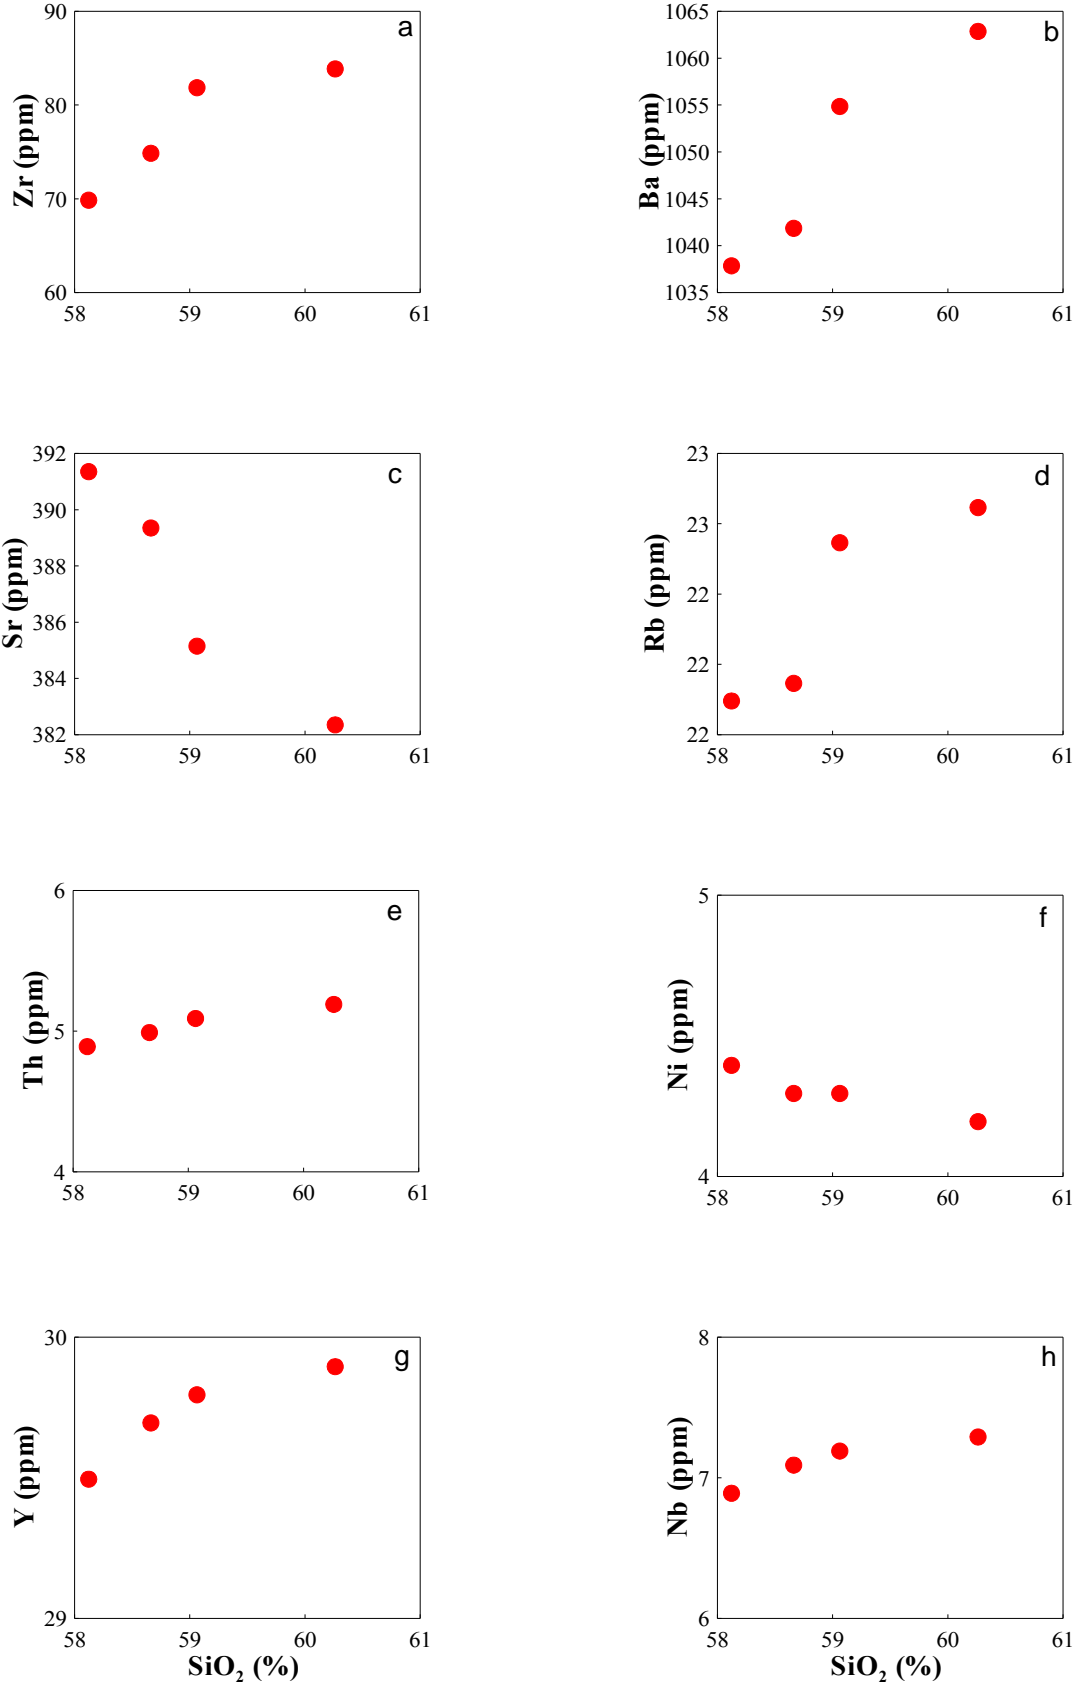 90
80
70
60
Zr (ppm)
a
58 59 60 61
1065
1060
1055
1050
1045
1040
1035
Ba (ppm)
b
58 59 60 61
392
390
388
386
384
382
Sr (ppm)
c
58 59 60 61
23
23
22
22
22
Rb (ppm)
d
58 59 60 61
6
5
4
Th (ppm)
e
58 59 60 61
5
4
Ni (ppm)
f
58 59 60 61
30
29
Y (ppm)
g
58 59 60 61
SiO₂ (%)
8
7
6
Nb (ppm)
h
58 59 60 61
SiO₂ (%)